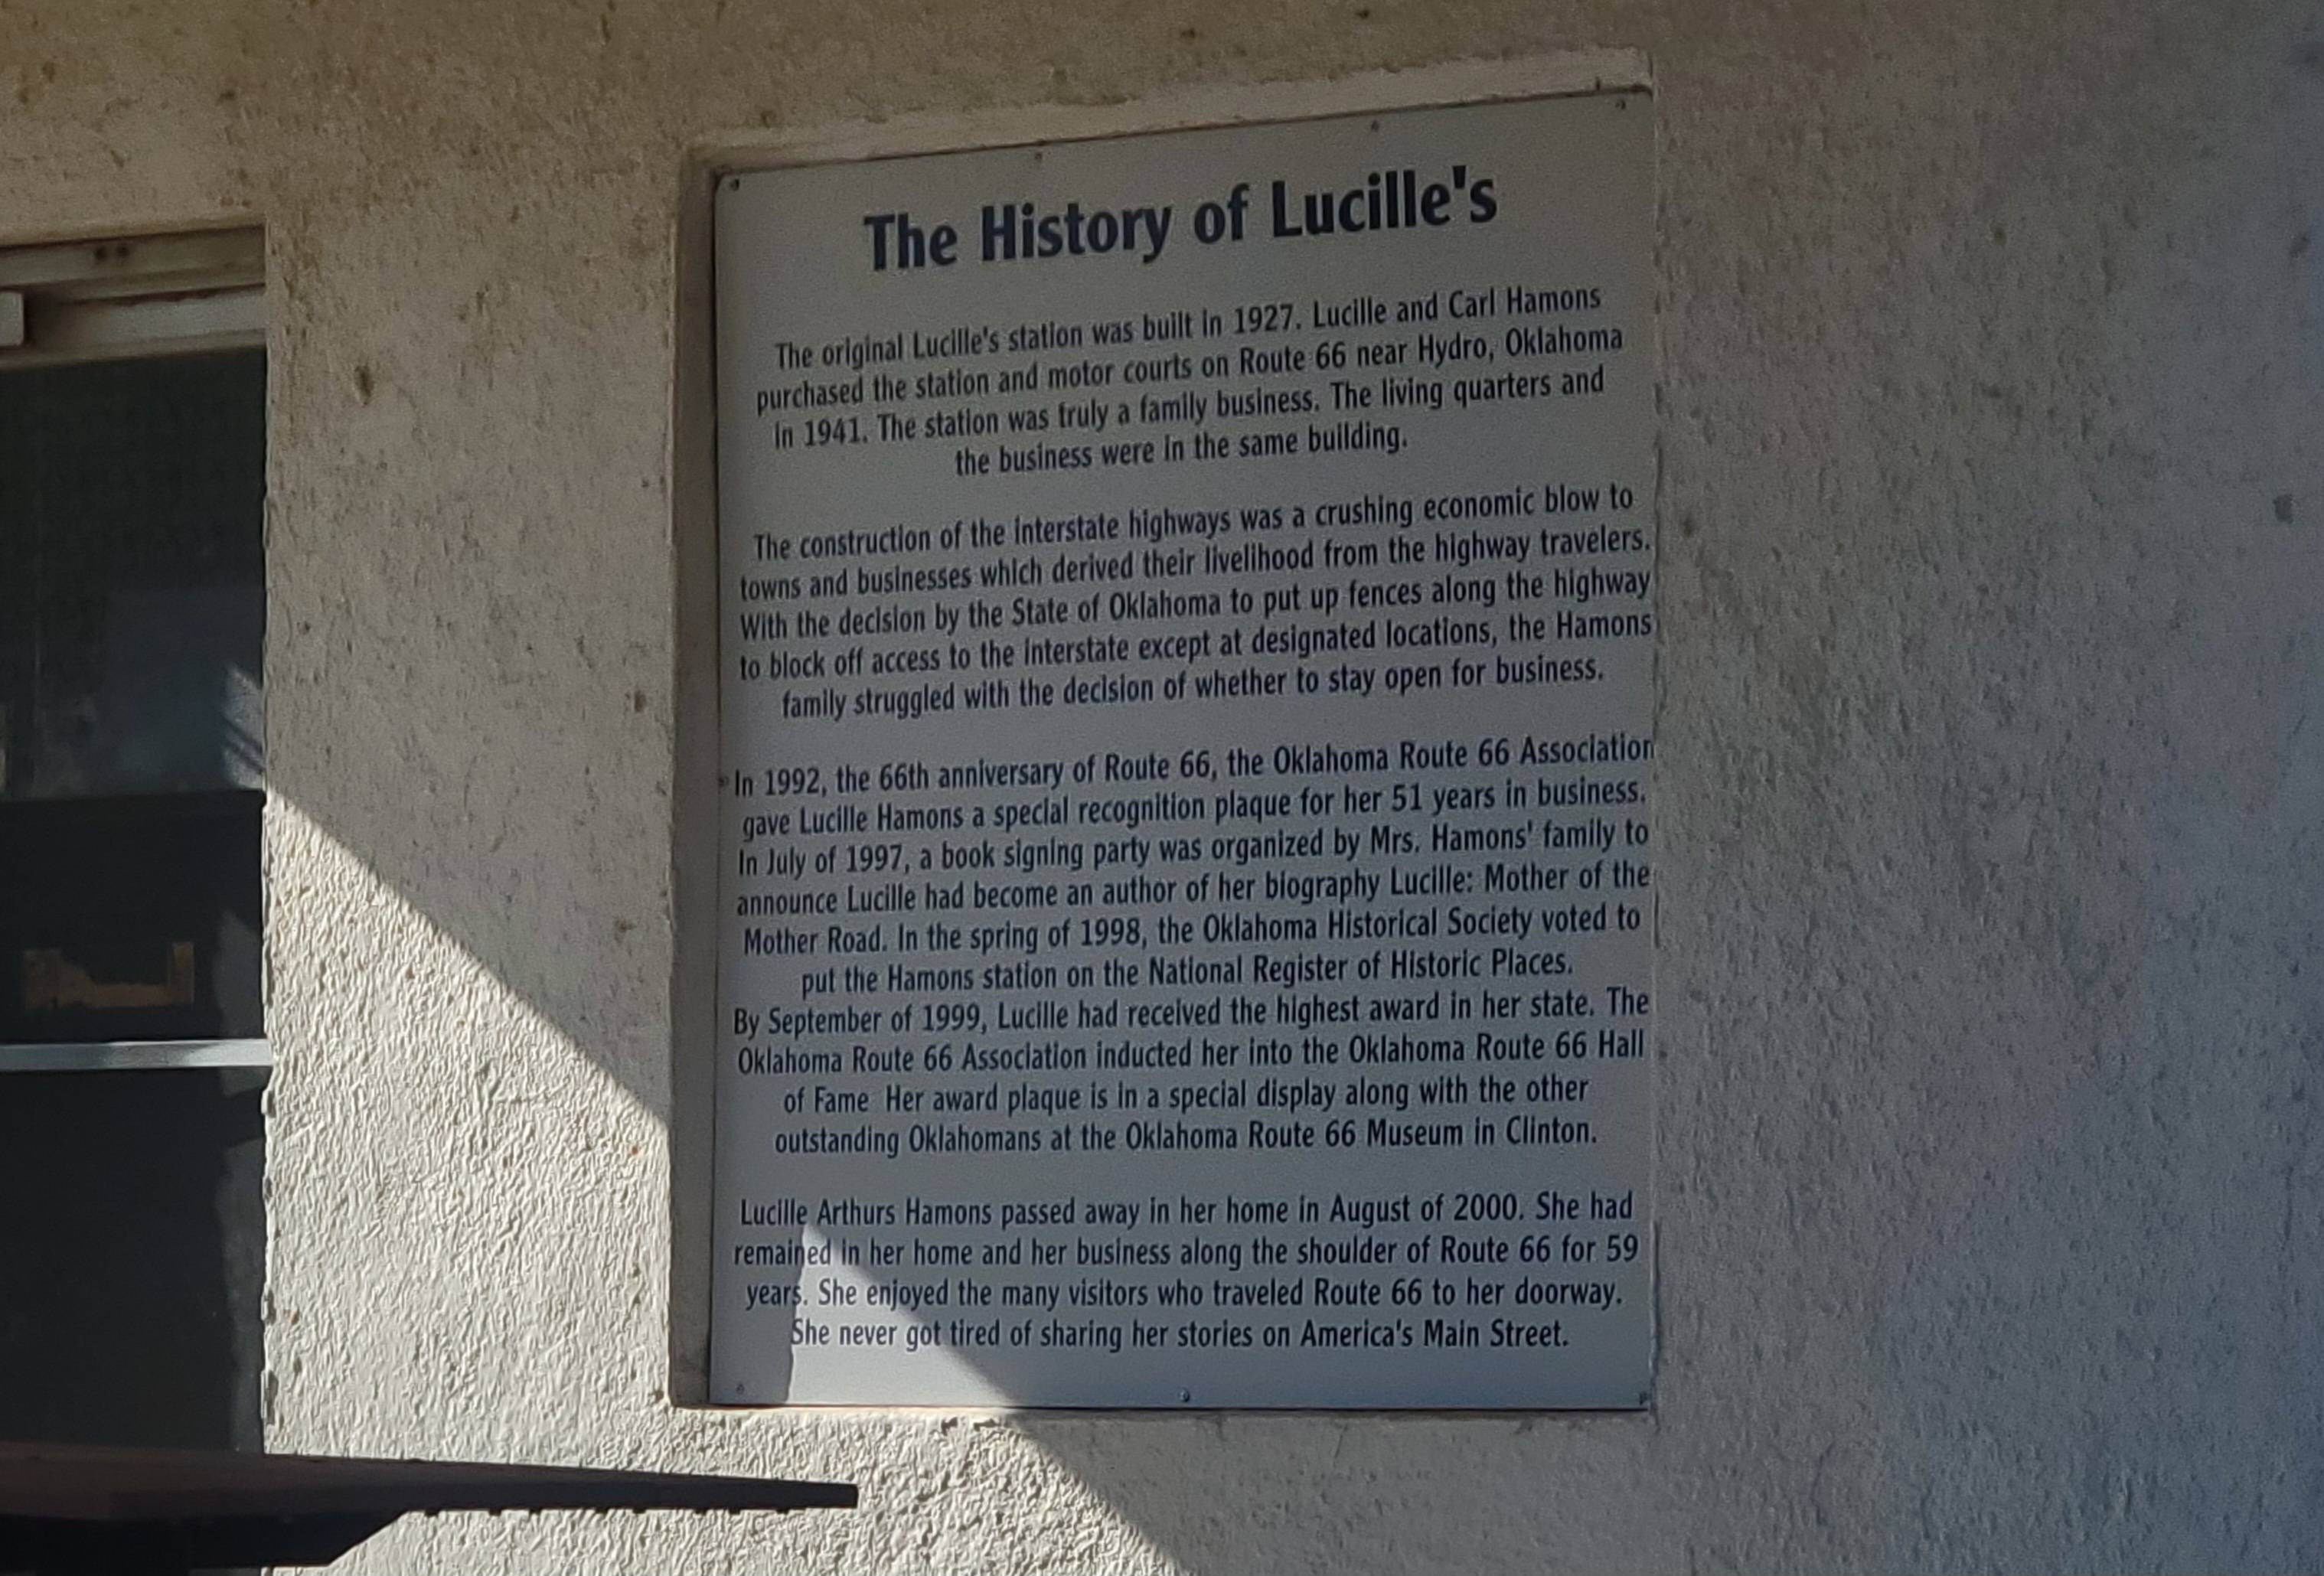 The History of Lucille's
The original Lucille's station was built in 1927. Lucille and Carl Hamons
purchased the station and motor courts on Route 66 near Hydro, Oklahoma
in 1941. The station was truly a family business. The living quarters and
the business were in the same building.
The construction of the interstate highways was a crushing economic blow to
towns and businesses which derived their livelihood from the highway travelers.
With the decision by the State of Oklahoma to put up fences along the highway
to block off access to the interstate except at designated locations, the Hamons
family struggled with the decision of whether to stay open for business.
In 1992, the 66th anniversary of Route 66, the Oklahoma Route 66 Association
gave Lucille Hamons a special recognition plaque for her 51 years in business.
In July of 1997, a book signing party was organized by Mrs. Hamons' family to
announce Lucille had become an author of her biography Lucille: Mother of the
Mother Road. In the spring of 1998, the Oklahoma Historical Society voted to
put the Hamons station on the National Register of Historic Places.
By September of 1999, Lucille had received the highest award in her state. The
Oklahoma Route 66 Association inducted her into the Oklahoma Route 66 Hall
of Fame Her award plaque is in a special display along with the other
outstanding Oklahomans at the Oklahoma Route 66 Museum in Clinton.
Lucille Arthurs Hamons passed away in her home in August of 2000. She had
remained in her home and her business along the shoulder of Route 66 for 59
years. She enjoyed the many visitors who traveled Route 66 to her doorway.
She never got tired of sharing her stories on America's Main Street.